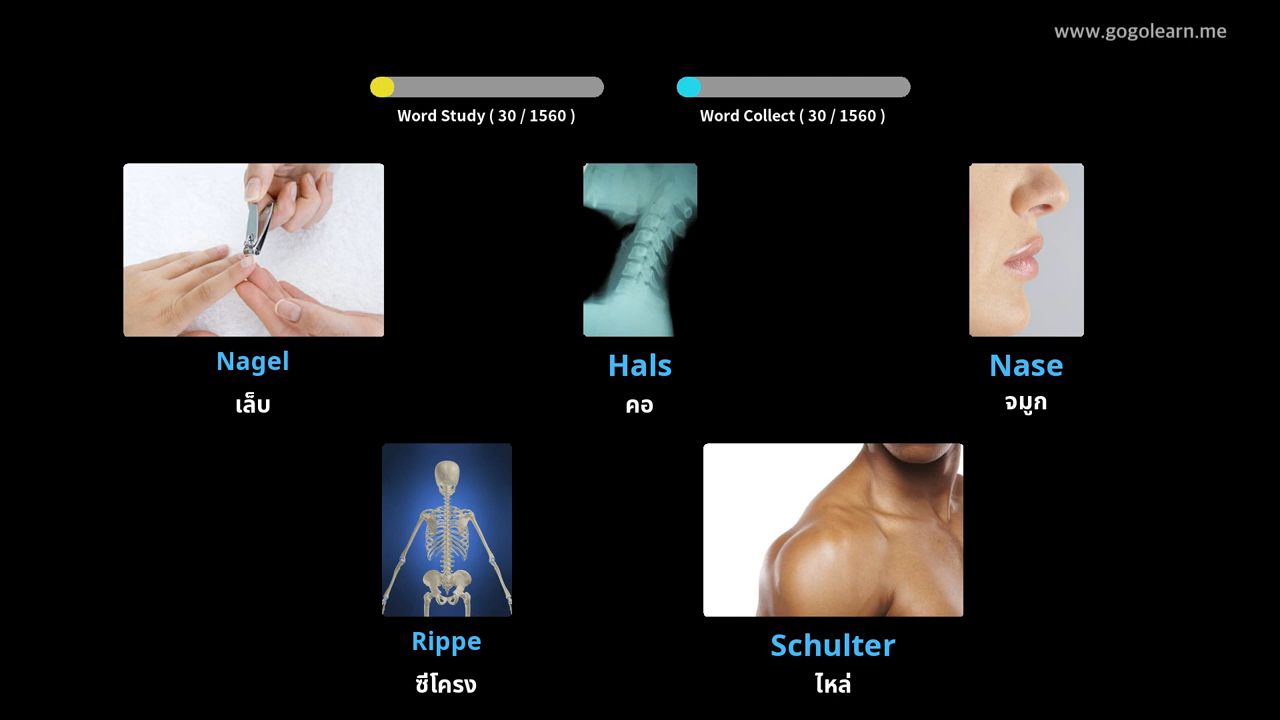 www.gogolearn.me
Word Study ( 30 / 1560 )
Word Collect ( 30 / 1560 )
Nagel
เล็บ
Hals
คอ
Nase
จมูก
Rippe
ซี่โครง
Schulter
ไหล่